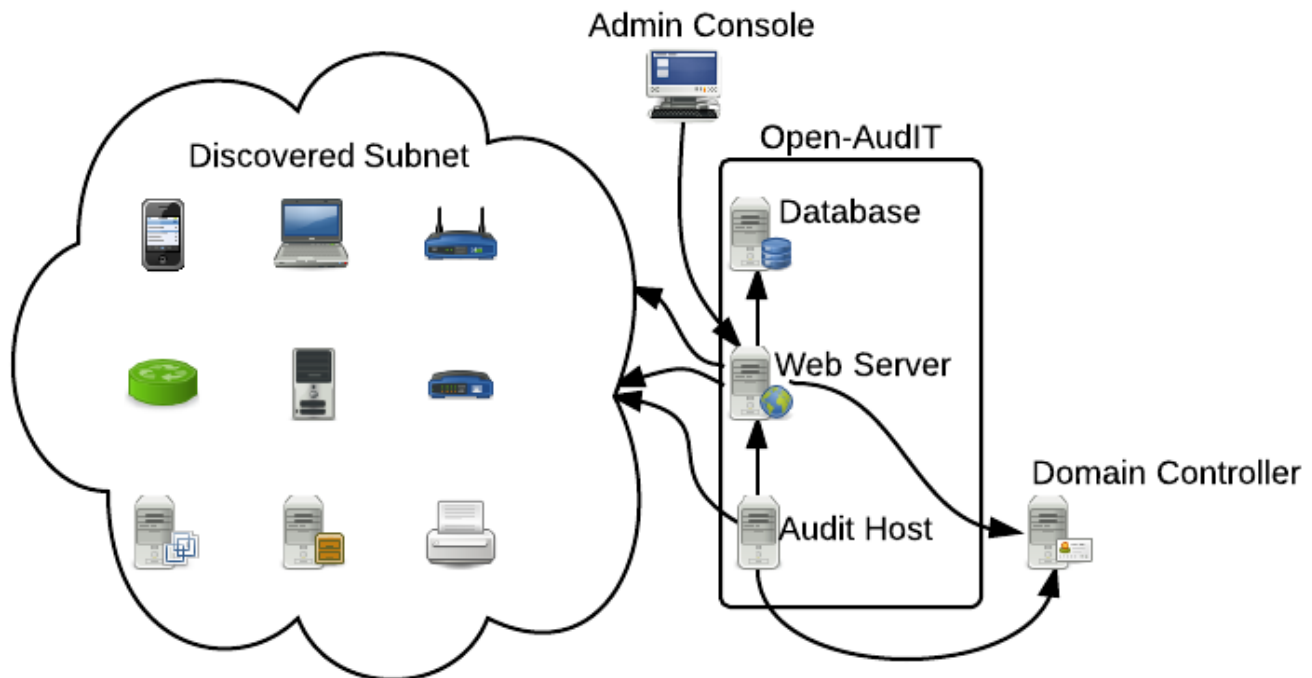 Admin Console
Open-AudIT
Discovered Subnet
Database
Web Server
Domain Controller
Audit Host